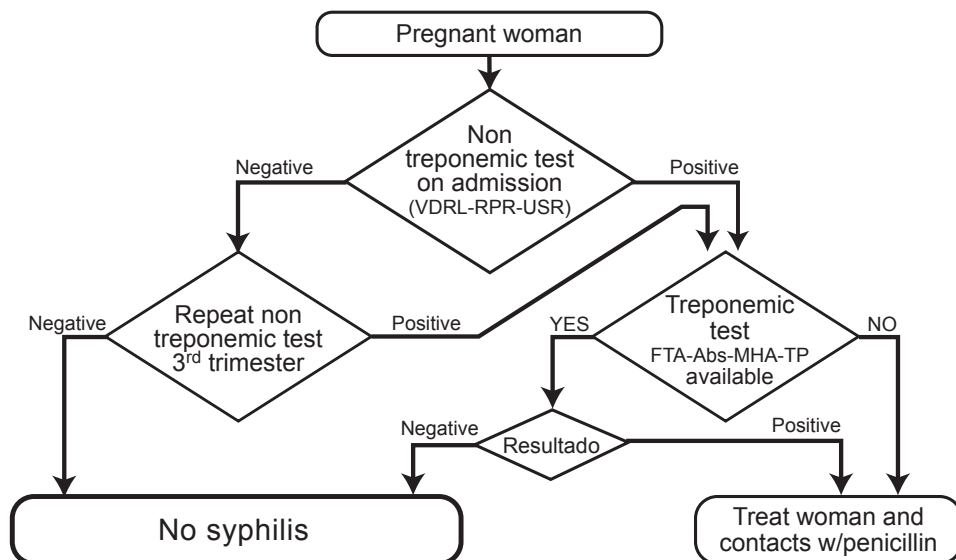 Pregnant woman
Non
treponemic test
on admission
(VDRL-RPR-USR)
Negative
Positive
Repeat non
treponemic test
3rd trimester
Negative
Positive
Treponemic
test
FTA-Abs-MHA-TP
available
YES
NO
Resultado
Negative
Positive
No syphilis
Treat woman and
contacts w/penicillin